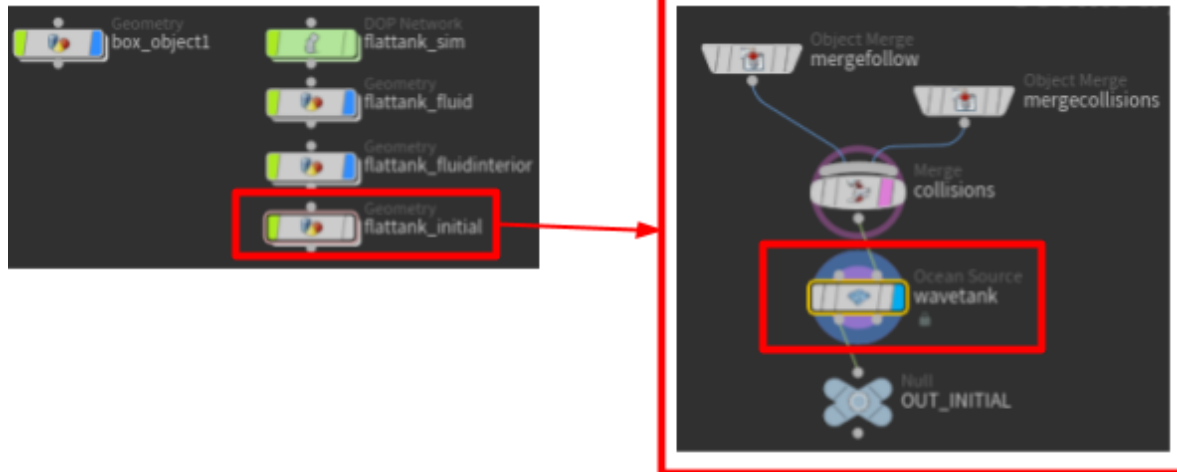 Geometry
box_object1
DOP Network
flattank_sim
Geometry
flattank_fluid
Geometry
flattank_fluidinterior
Geometry
flattank_initial
Object Merge
mergefollow
Object Merge
mergecollisions
Merge
collisions
Ocean Source
wavetank
Null
OUT_INITIAL